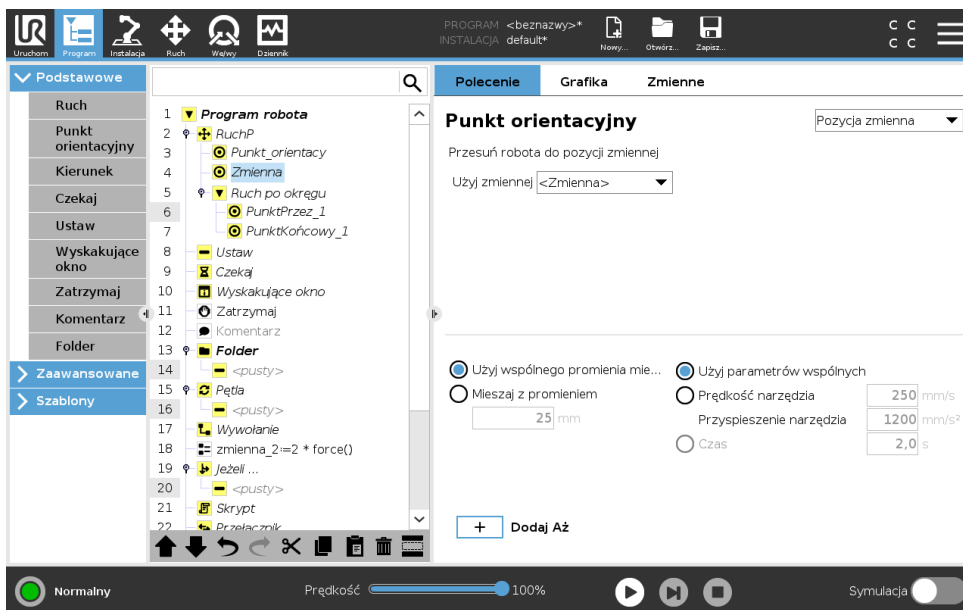 Uruchom
Program
Instalacja
Ruch
We/wy
Dziennik
PROGRAM <beznazwy>*
INSTALACJA default*
Nowy...
Otwórz...
Zapisz...
C C
C C
Podstawowe
Ruch
Punkt
orientacyjny
Kierunek
Czekaj
Ustaw
Wyskakujące
okno
Zatrzymaj
Komentarz
Folder
Zaawansowane
Szablony
1 Program robota
2 RuchP
3 Punkt_orientacy
4 Zmienna
5 Ruch po okręgu
6 PunktPrzez_1
7 PunktKońcowy_1
8 Ustaw
9 Czekaj
10 Wyskakujące okno
11 Zatrzymaj
12 Komentarz
13 Folder
14 <pusty>
15 Pętla
16 <pusty>
17 Wywołanie
18 zmienna_2:=2 * force()
19 Jeżeli ...
20 <pusty>
21 Skrypt
22 Przełącznik
Polecenie
Grafika
Zmienne
Punkt orientacyjny
Pozycja zmienna
Przesuń robota do pozycji zmiennej
Użyj zmiennej <Zmienna>
Użyj wspólnego promienia mie...
Mieszaj z promieniem
25 mm
Użyj parametrów wspólnych
Prędkość narzędzia 250 mm/s
Przyspieszenie narzędzia 1200 mm/s²
Czas 2,0 s
+ Dodaj Aż
Normalny
Prędkość 100%
Symulacja